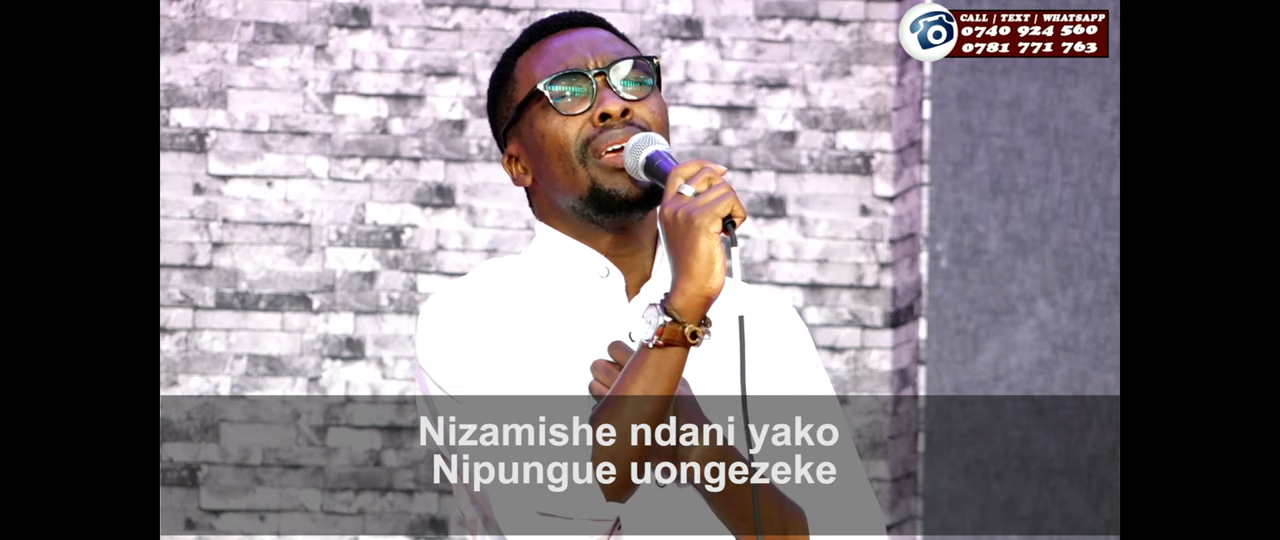 CALL | TEXT | WHATSAPP
0740 924 560
0781 771 763
Nizamishe ndani yako
Nipungue uongezeke